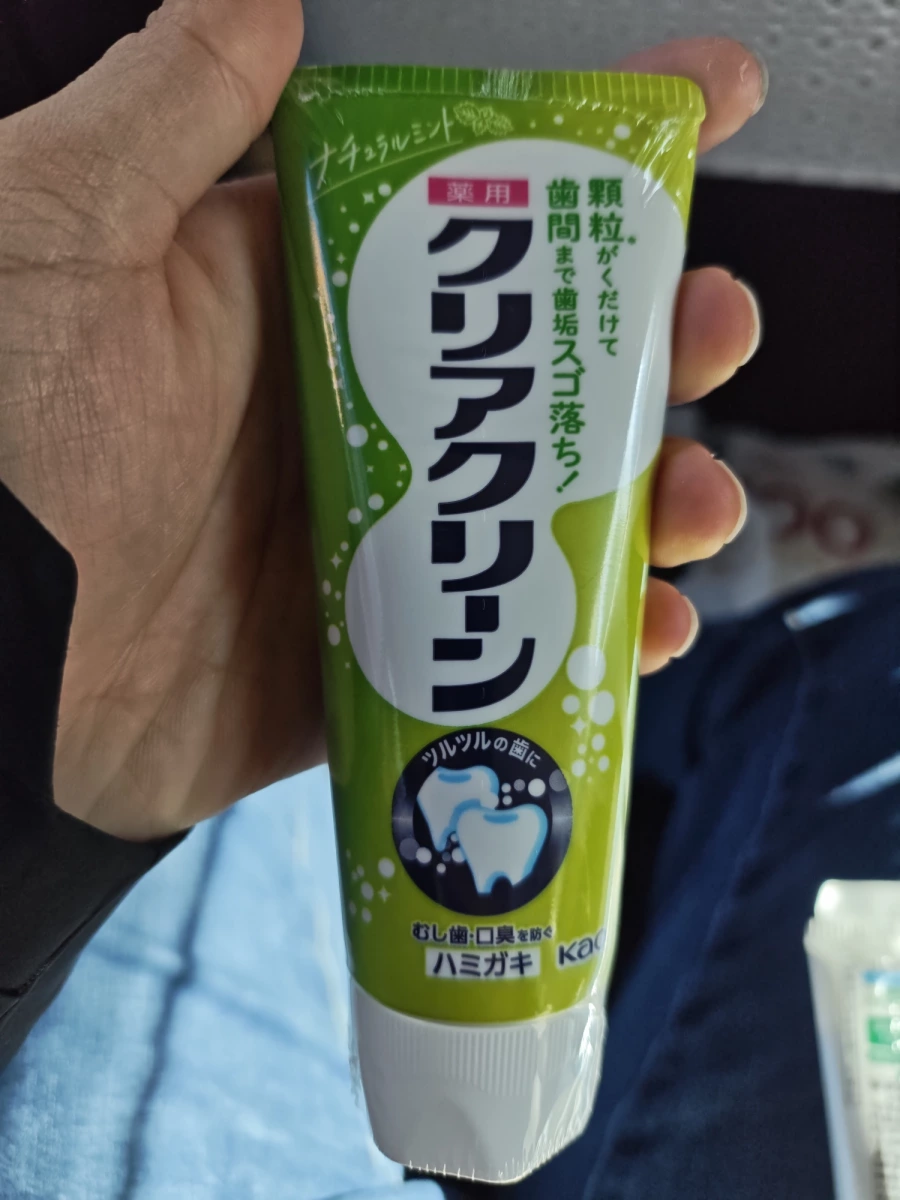 ナチュラルミント
薬用
クリアクリーン
顆粒*がくだけて
歯間まで歯垢スゴ落ち!
ツルツルの歯に
むし歯・口臭を防ぐ
ハミガキ